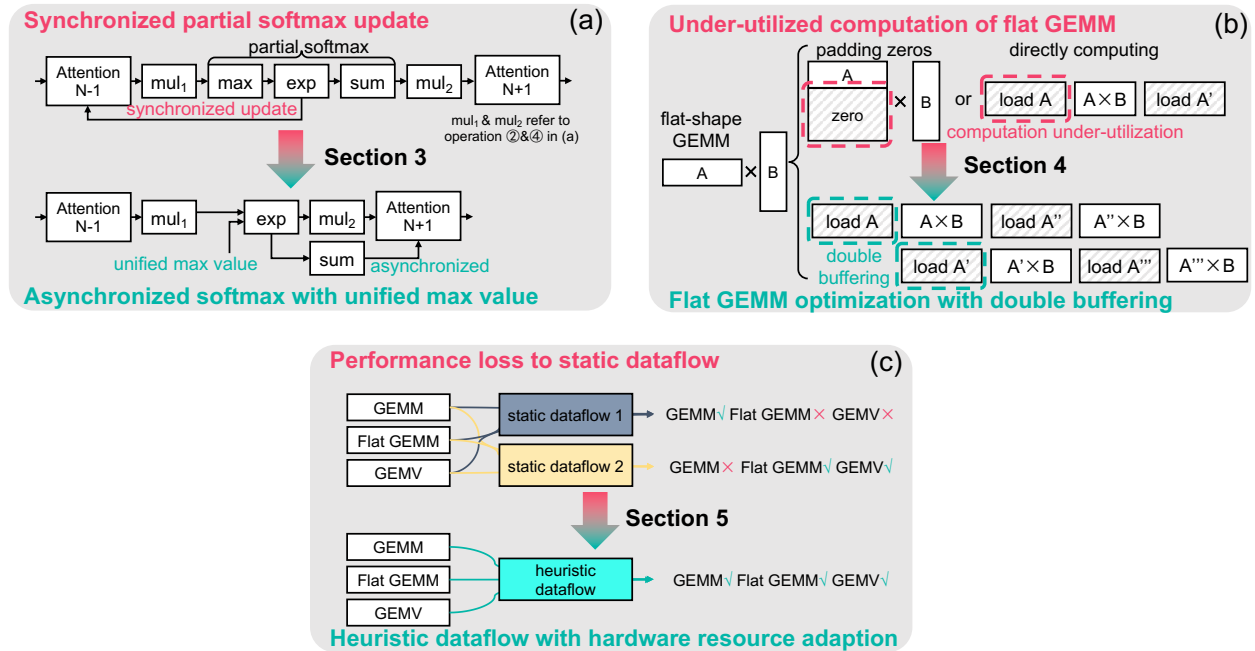 (a)
Synchronized partial softmax update
partial softmax
Attention
N-1
mul₁
max
exp
sum
mul₂
Attention
N+1
synchronized update
mul₁ & mul₂ refer to
operation ②&④ in (a)
Section 3
Attention
N-1
mul₁
exp
mul₂
Attention
N+1
sum
unified max value
asynchronized
Asynchronized softmax with unified max value
(b)
Under-utilized computation of flat GEMM
padding zeros
directly computing
A
zero
×
B
or
load A
A×B
load A'
computation under-utilization
flat-shape
GEMM
A
×
B
Section 4
load A
A×B
load A''
A''×B
double
buffering
load A'
A'×B
load A'''
A'''×B
Flat GEMM optimization with double buffering
(c)
Performance loss to static dataflow
GEMM
Flat GEMM
GEMV
static dataflow 1
static dataflow 2
GEMM√ Flat GEMM× GEMV×
GEMM× Flat GEMM√ GEMV√
Section 5
GEMM
Flat GEMM
GEMV
heuristic
dataflow
GEMM√ Flat GEMM√ GEMV√
Heuristic dataflow with hardware resource adaption